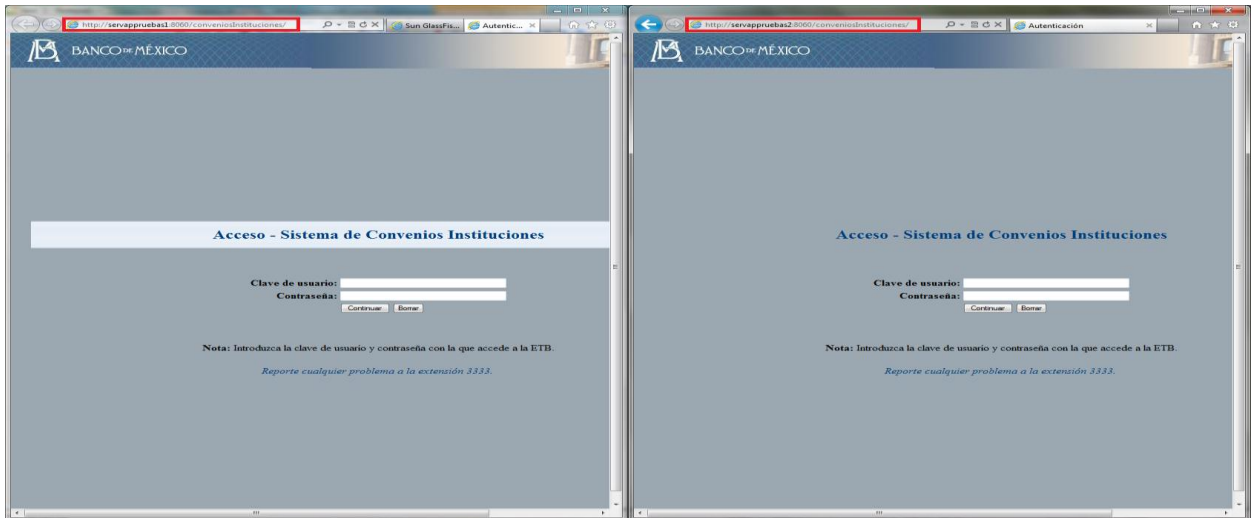 http://servapppruebas1:8060/conveniosInstituciones/
Sun GlassFis...
Autentic...
BANCO DE MÉXICO
Acceso - Sistema de Convenios Instituciones
Clave de usuario:
Contraseña:
Continuar Borrar
Nota: Introduzca la clave de usuario y contraseña con la que accede a la ETB.
Reporte cualquier problema a la extensión 3333.
http://servapppruebas2:8060/conveniosInstituciones/
Autenticación
BANCO DE MÉXICO
Acceso - Sistema de Convenios Instituciones
Clave de usuario:
Contraseña:
Continuar Borrar
Nota: Introduzca la clave de usuario y contraseña con la que accede a la ETB.
Reporte cualquier problema a la extensión 3333.